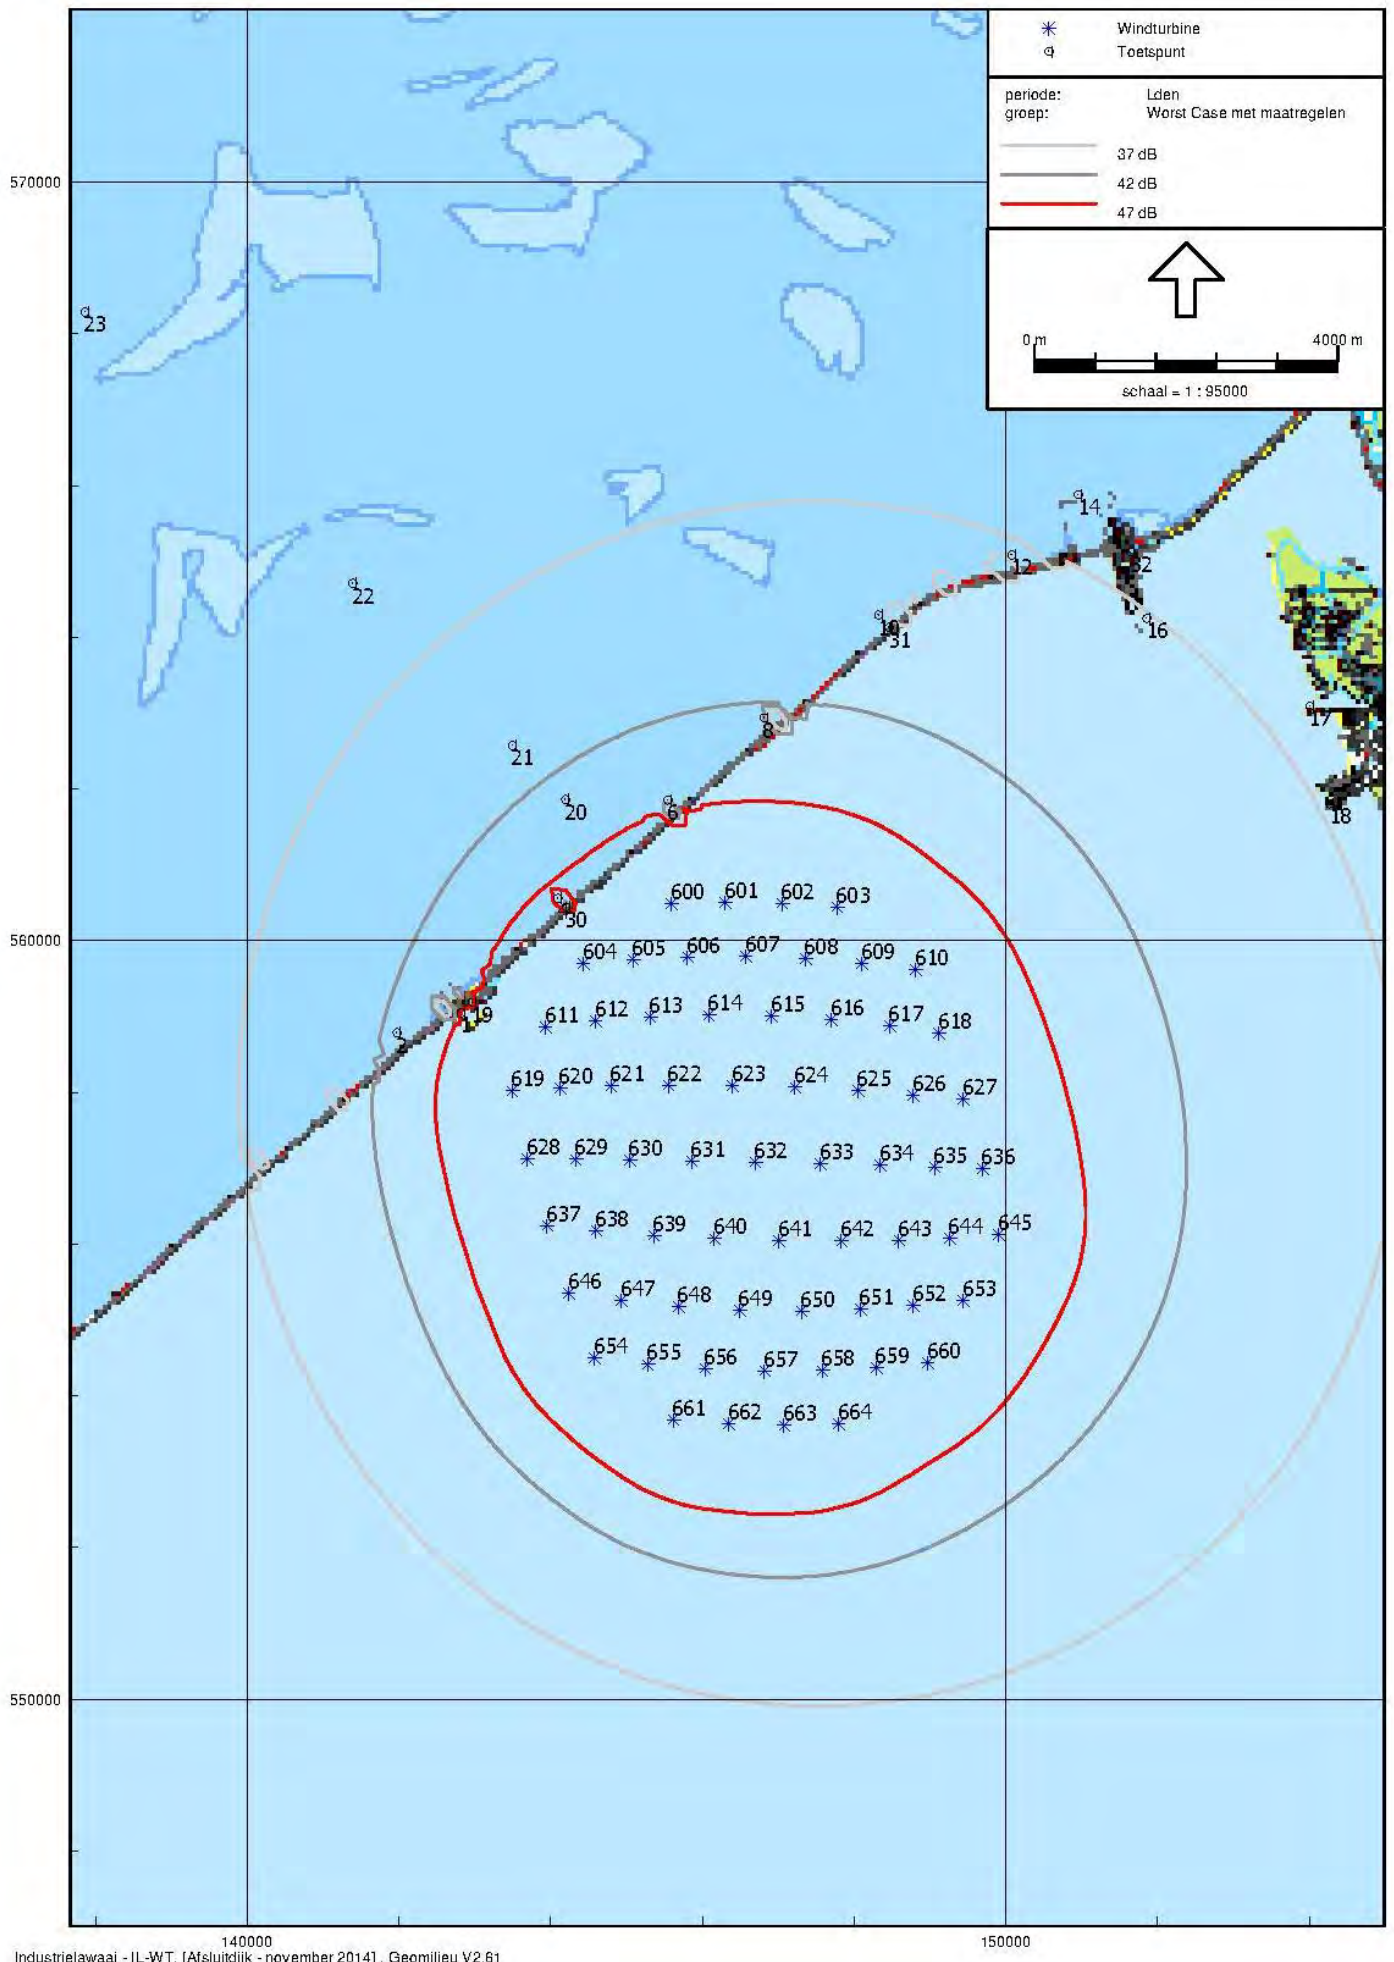 Windturbine
Toetspunt
periode: Lden
groep: Worst Case met maatregelen
37 dB
42 dB
47 dB
570000
0 m 4000 m
schaal = 1 : 95000
23
14
12
32
22
16
10
31
17
8
21
20
6
18
600 601 602 603
30
560000
604 605 606 607 608 609 610
19
1
611 612 613 614 615 616 617 618
2
619 620 621 622 623 624 625 626 627
628 629 630 631 632 633 634 635 636
637 638 639 640 641 642 643 644 645
646 647 648 649 650 651 652 653
654 655 656 657 658 659 660
661 662 663 664
550000
140000 150000
Industrielawaai - IL-WT, [Afsluitdijk - november 2014] , Geomilieu V2.61